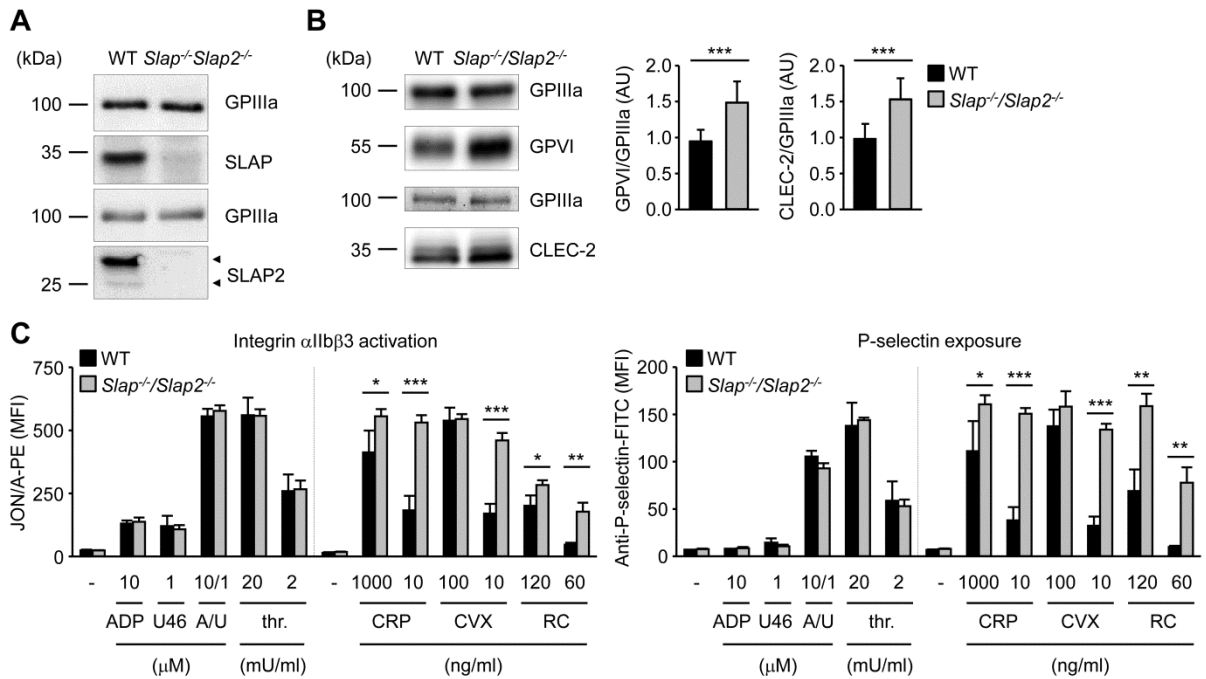 A
(kDa)
WT Slap-/-Slap2-/-
100
GPIIIa
35
SLAP
100
GPIIIa
SLAP2
25
B
(kDa)
WT Slap-/-/Slap2-/-
100
GPIIIa
55
GPVI
100
GPIIIa
35
CLEC-2
GPVI/GPIIIa (AU)
2.0
1.5
1.0
0.5
0.0
***
CLEC-2/GPIIIa (AU)
2.0
1.5
1.0
0.5
0.0
***
WT
Slap-/-/Slap2-/-
C
Integrin αIIbβ3 activation
WT
Slap-/-/Slap2-/-
JON/A-PE (MFI)
750
500
250
0
* *** *** * **
- 10 1 10/1 20 2 - 1000 10 100 10 120 60
ADP U46 A/U thr. CRP CVX RC
(μM) (mU/ml) (ng/ml)
P-selectin exposure
WT
Slap-/-/Slap2-/-
Anti-P-selectin-FITC (MFI)
200
150
100
50
0
* *** *** ** **
- 10 1 10/1 20 2 - 1000 10 100 10 120 60
ADP U46 A/U thr. CRP CVX RC
(μM) (mU/ml) (ng/ml)